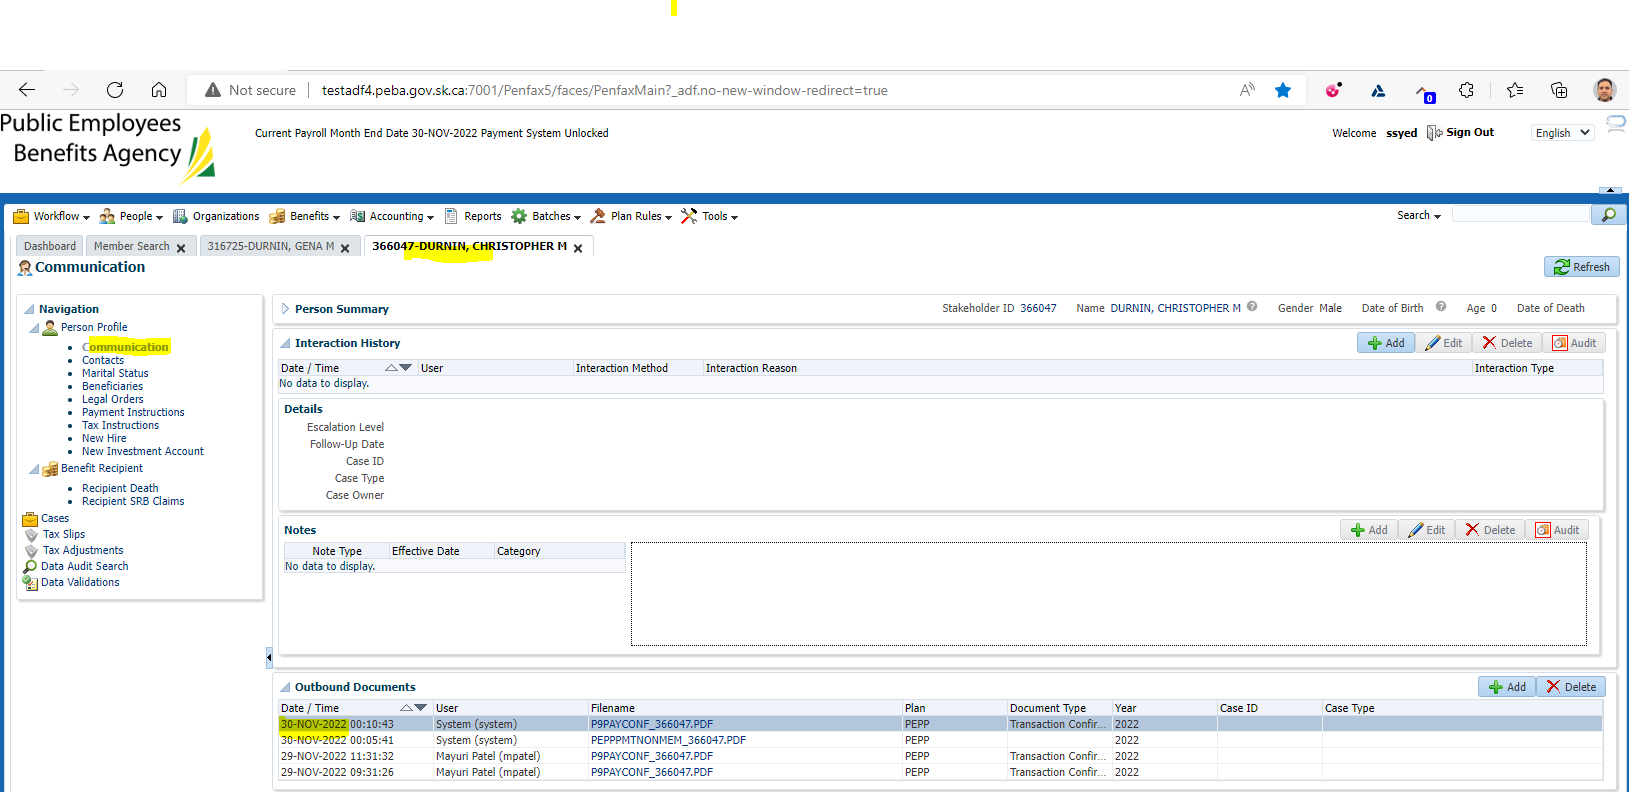 Not secure testadf4.peba.gov.sk.ca:7001/Penfax5/faces/PenfaxMain?_adf.no-new-window-redirect=true
0
Public Employees
Benefits Agency
Current Payroll Month End Date 30-NOV-2022 Payment System Unlocked
Welcome ssyed Sign Out English
Workflow People Organizations Benefits Accounting Reports Batches Plan Rules Tools Search
Dashboard Member Search 316725-DURNIN, GENA M 366047-DURNIN, CHRISTOPHER M
Communication
Refresh
Navigation
Person Profile
Communication
Contacts
Marital Status
Beneficiaries
Legal Orders
Payment Instructions
Tax Instructions
New Hire
New Investment Account
Benefit Recipient
Recipient Death
Recipient SRB Claims
Cases
Tax Slips
Tax Adjustments
Data Audit Search
Data Validations
Person Summary Stakeholder ID 366047 Name DURNIN, CHRISTOPHER M Gender Male Date of Birth Age 0 Date of Death
Interaction History Add Edit Delete Audit
Date / Time User Interaction Method Interaction Reason Interaction Type
No data to display.
Details
Escalation Level
Follow-Up Date
Case ID
Case Type
Case Owner
Notes Add Edit Delete Audit
Note Type Effective Date Category
No data to display.
Outbound Documents Add Delete
Date / Time User Filename Plan Document Type Year Case ID Case Type
30-NOV-2022 00:10:43 System (system) P9PAYCONF_366047.PDF PEPP Transaction Confir... 2022
30-NOV-2022 00:05:41 System (system) PEPPPMTNONMEM_366047.PDF PEPP 2022
29-NOV-2022 11:31:32 Mayuri Patel (mpatel) P9PAYCONF_366047.PDF PEPP Transaction Confir... 2022
29-NOV-2022 09:31:26 Mayuri Patel (mpatel) P9PAYCONF_366047.PDF PEPP Transaction Confir... 2022